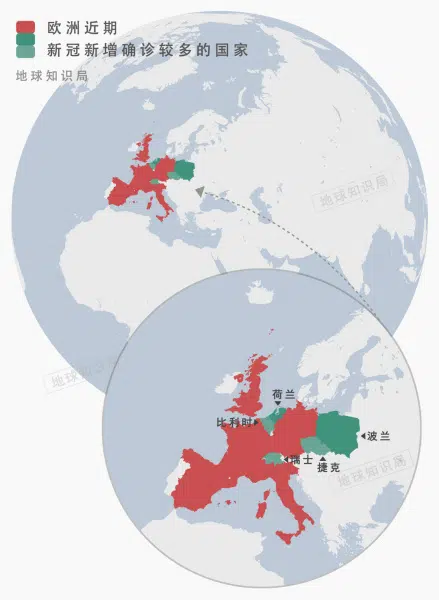 欧洲近期
新冠新增确诊较多的国家
地球知识局
地球知识局
地球知识局
荷兰
比利时
波兰
瑞士
捷克
地球知识局